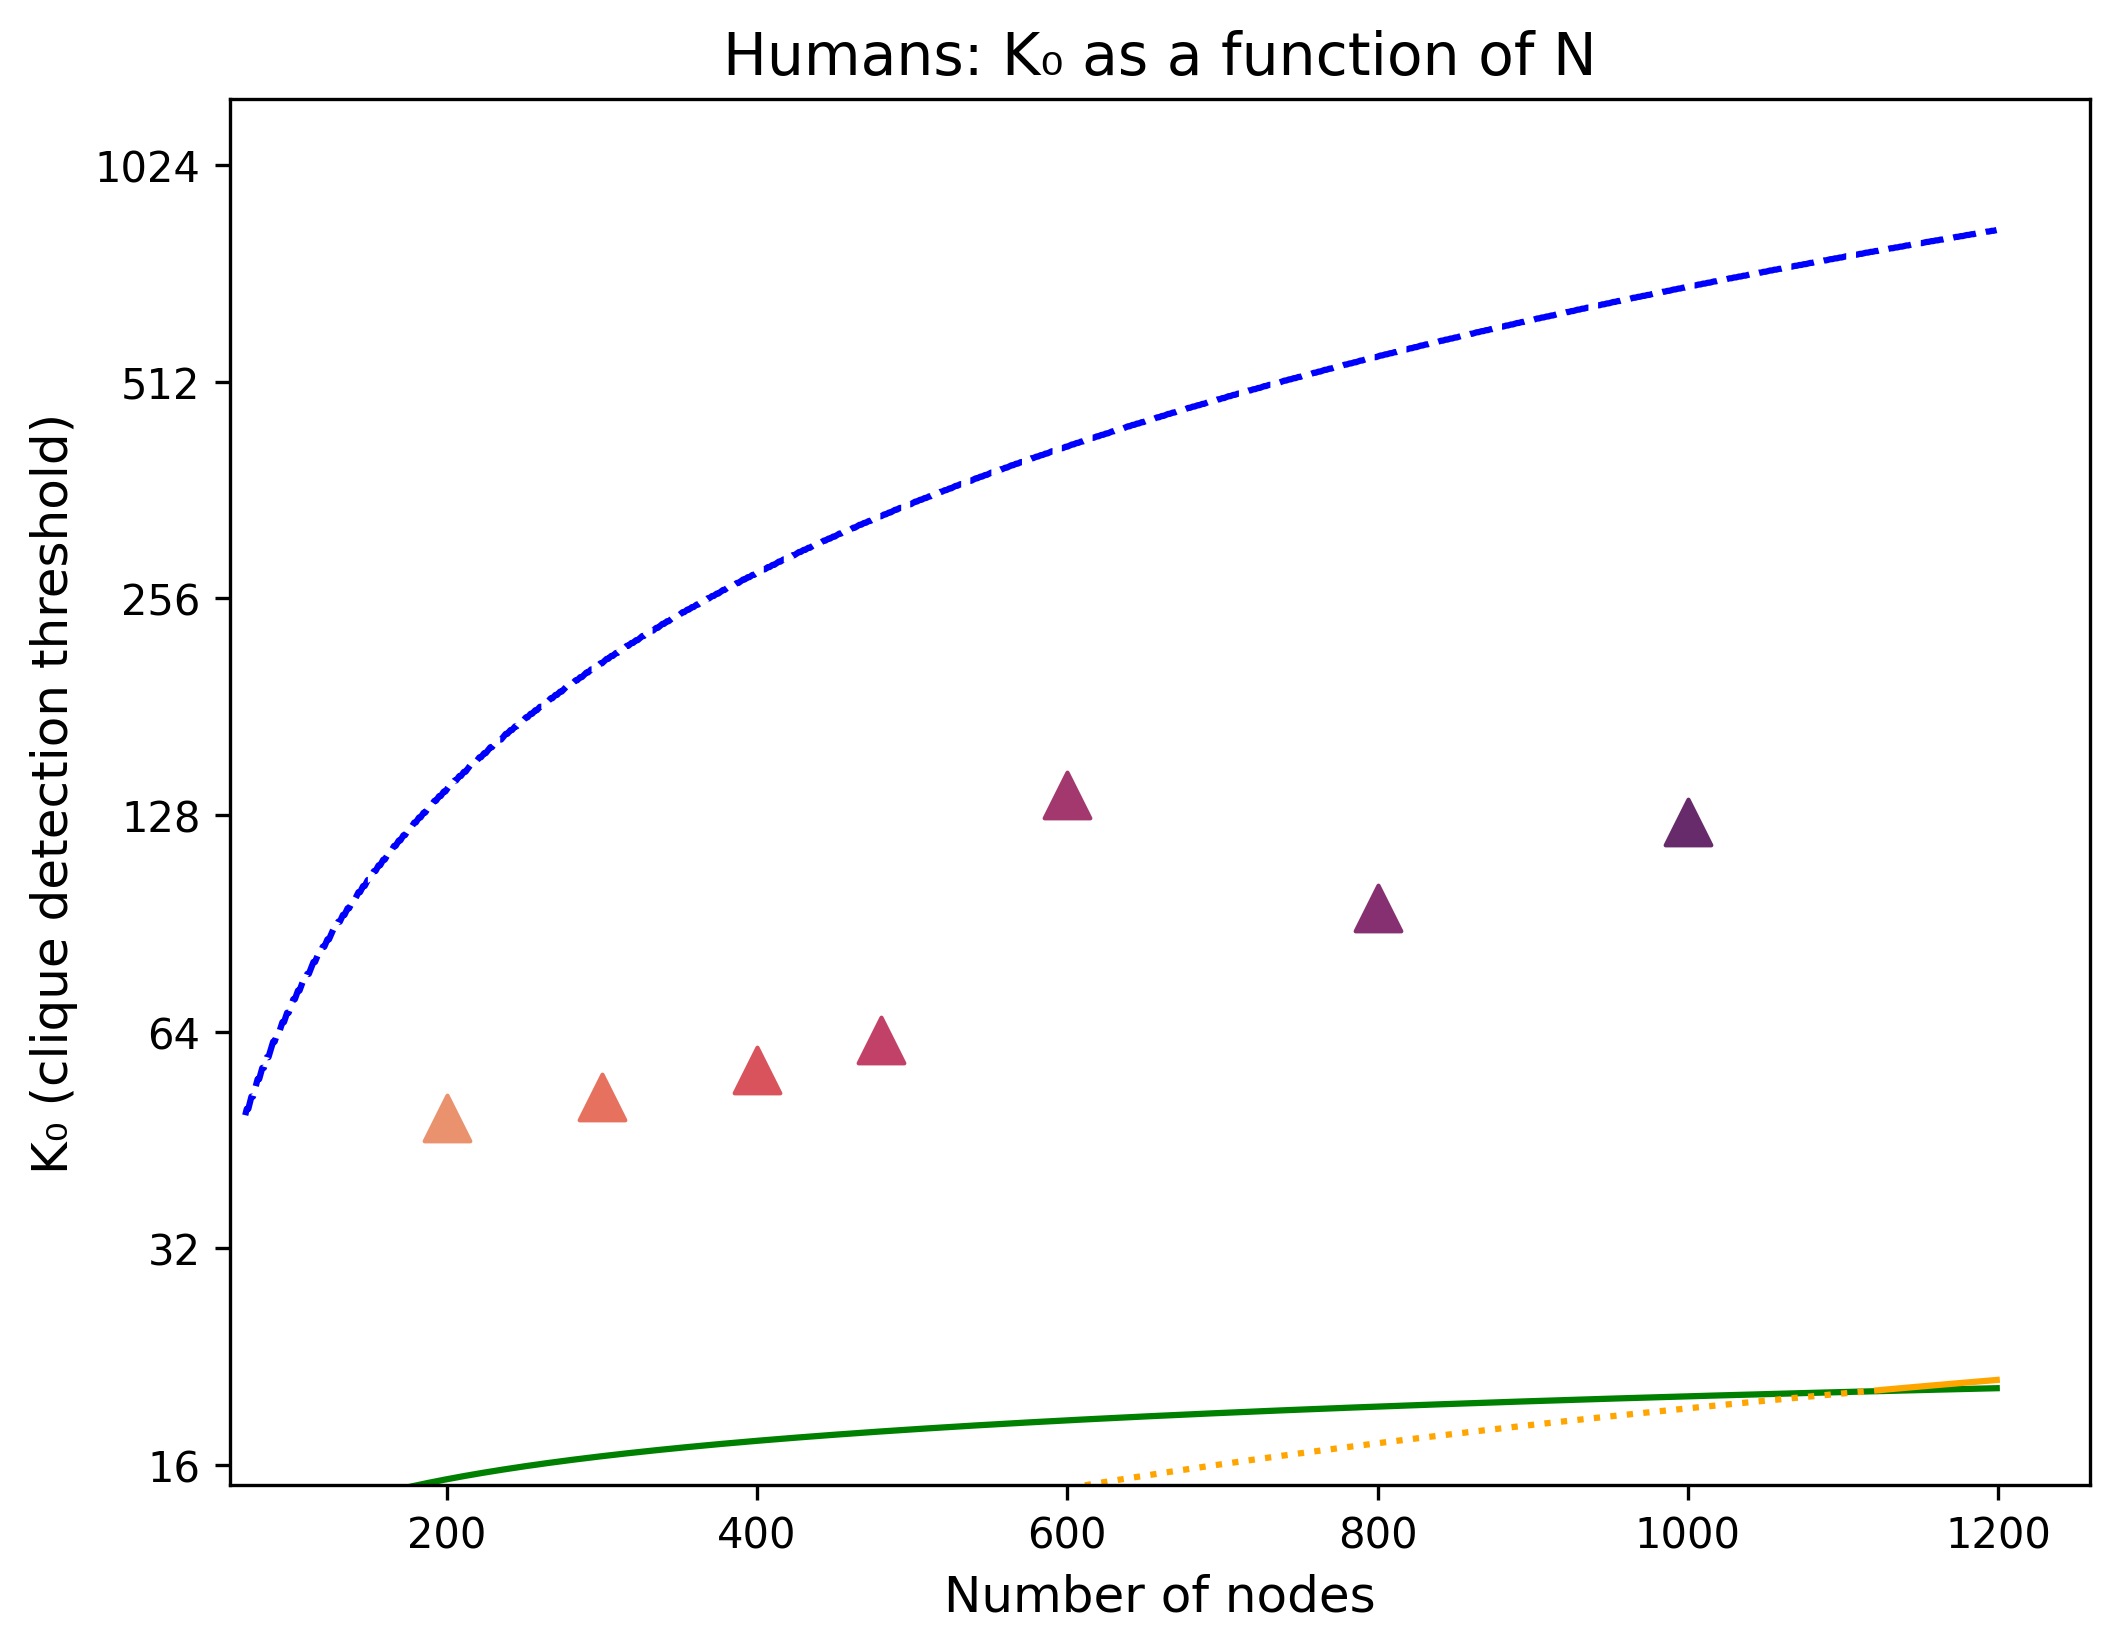 Humans: K₀ as a function of N
K₀ (clique detection threshold)
1024
512
256
128
64
32
16
200 400 600 800 1000 1200
Number of nodes